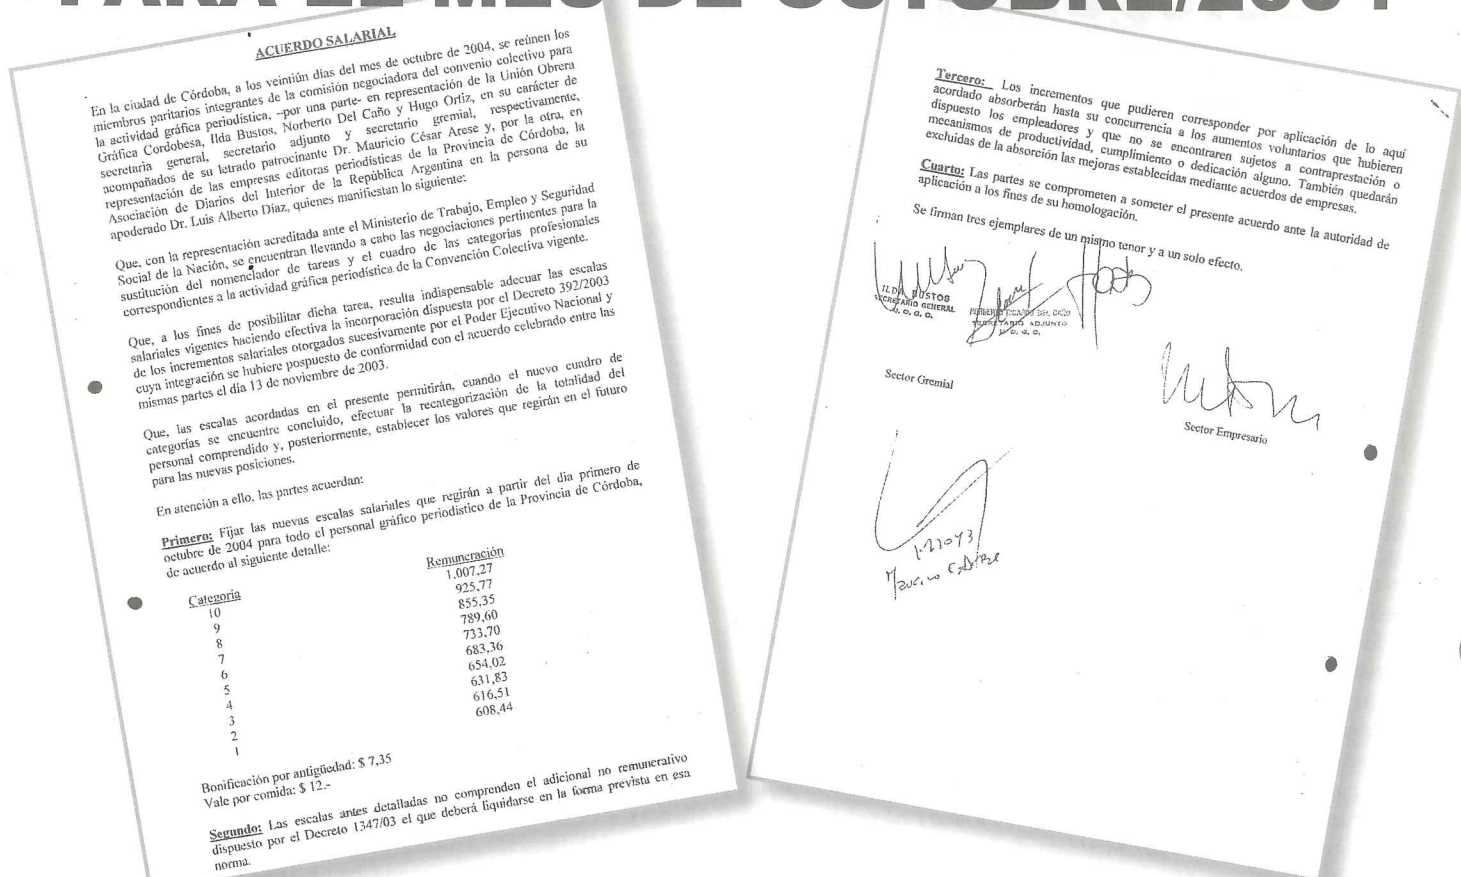 PARA EL MES DE OCTUBRE/2004
ACUERDO SALARIAL
En la ciudad de Córdoba, a los veintiún días del mes de octubre de 2004, se reúnen los
miembros paritarios integrantes de la comisión negociadora del convenio colectivo para
la actividad gráfica periodística, –por una parte- en representación de la Unión Obrera
Gráfica Cordobesa, Ilda Bustos, Norberto Del Caño y Hugo Ortiz, en su carácter de
secretaria general, secretario adjunto y secretario gremial, respectivamente,
acompañados de su letrado patrocinante Dr. Mauricio César Arese y, por la otra, en
representación de las empresas editoras periodísticas de la Provincia de Córdoba, la
Asociación de Diarios del Interior de la República Argentina en la persona de su
apoderado Dr. Luis Alberto Díaz, quienes manifiestan lo siguiente:
Que, con la representación acreditada ante el Ministerio de Trabajo, Empleo y Seguridad
Social de la Nación, se encuentran llevando a cabo las negociaciones pertinentes para la
sustitución del nomenclador de tareas y el cuadro de las categorías profesionales
correspondientes a la actividad gráfica periodística de la Convención Colectiva vigente.
Que, a los fines de posibilitar dicha tarea, resulta indispensable adecuar las escalas
salariales vigentes haciendo efectiva la incorporación dispuesta por el Decreto 392/2003
de los incrementos salariales otorgados sucesivamente por el Poder Ejecutivo Nacional y
cuya integración se hubiere pospuesto de conformidad con el acuerdo celebrado entre las
mismas partes el día 13 de noviembre de 2003.
Que, las escalas acordadas en el presente permitirán, cuando el nuevo cuadro de
categorías se encuentre concluido, efectuar la recategorización de la totalidad del
personal comprendido y, posteriormente, establecer los valores que regirán en el futuro
para las nuevas posiciones.
En atención a ello, las partes acuerdan:
Primero: Fijar las nuevas escalas salariales que regirán a partir del día primero de
octubre de 2004 para todo el personal gráfico periodístico de la Provincia de Córdoba,
de acuerdo al siguiente detalle:
Categoría Remuneración
10 1.007,27
9 925,77
8 855,35
7 789,60
6 733,70
5 683,36
4 654,02
3 631,83
2 616,51
1 608,44
Bonificación por antigüedad: $ 7,35
Vale por comida: $ 12.-
Segundo: Las escalas antes detalladas no comprenden el adicional no remunerativo
dispuesto por el Decreto 1347/03 el que deberá liquidarse en la forma prevista en esa
norma.
Tercero: Los incrementos que pudieren corresponder por aplicación de lo aquí
acordado absorberán hasta su concurrencia a los aumentos voluntarios que hubieren
dispuesto los empleadores y que no se encontraren sujetos a contraprestación o
mecanismos de productividad, cumplimiento o dedicación alguno. También quedarán
excluidas de la absorción las mejoras establecidas mediante acuerdos de empresas.
Cuarto: Las partes se comprometen a someter el presente acuerdo ante la autoridad de
aplicación a los fines de su homologación.
Se firman tres ejemplares de un mismo tenor y a un solo efecto.
ILDA BUSTOS
SECRETARIO GENERAL
U. O. G. C.
NORBERTO DEL CAÑO
SECRETARIO ADJUNTO
U. O. G. C.
Sector Gremial
Sector Empresario
1-21043